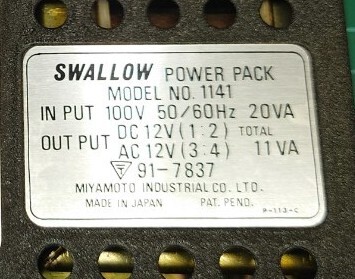 SWALLOW POWER PACK
MODEL NO. 1141
IN PUT 100V 50/60Hz 20VA
OUT PUT DC 12V (1:2) TOTAL
AC 12V (3:4) 11VA
91-7837
MIYAMOTO INDUSTRIAL CO. LTD.
MADE IN JAPAN PAT. PEND.
P-113-C